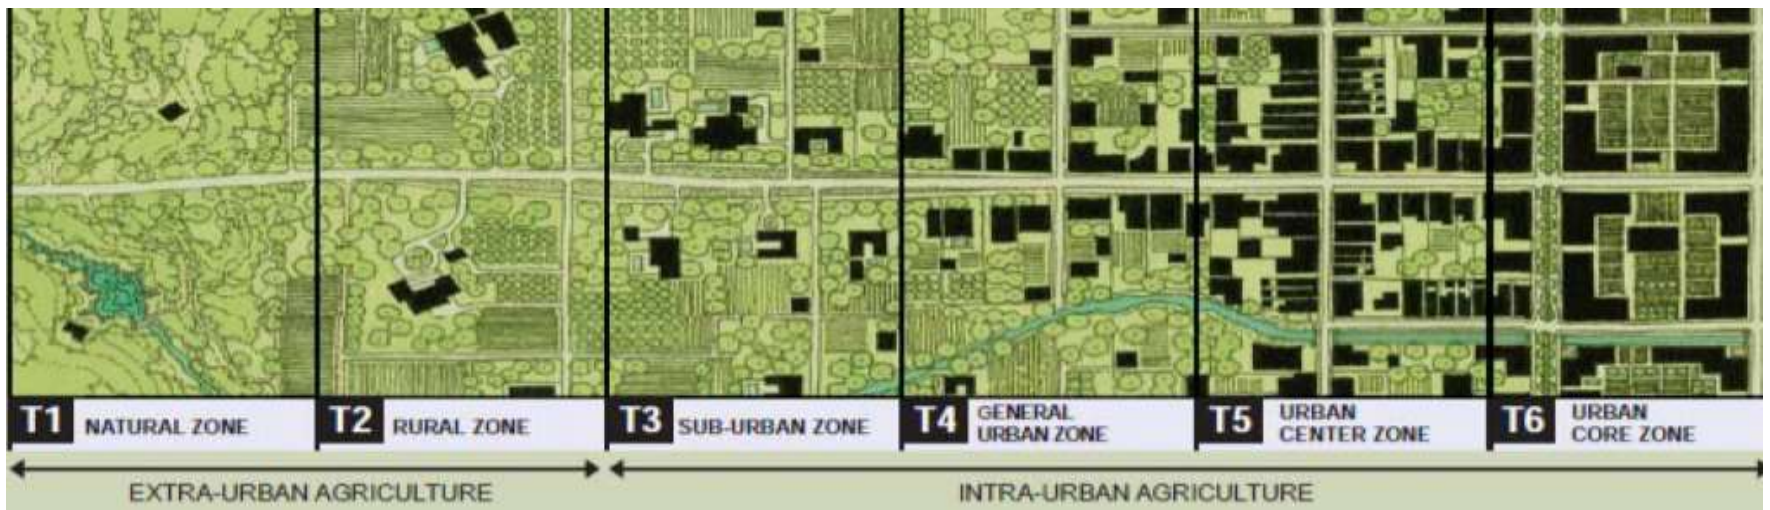 T1 NATURAL ZONE
T2 RURAL ZONE
T3 SUB-URBAN ZONE
T4 GENERAL
URBAN ZONE
T5 URBAN
CENTER ZONE
T6 URBAN
CORE ZONE
EXTRA-URBAN AGRICULTURE
INTRA-URBAN AGRICULTURE